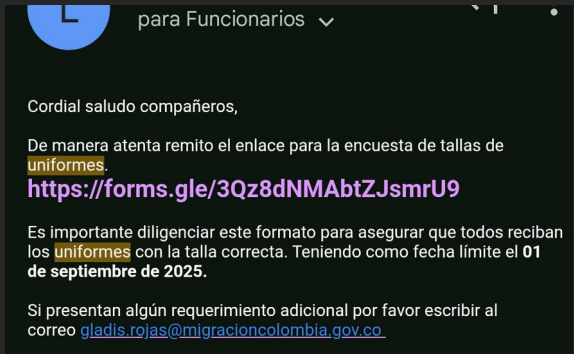 L
para Funcionarios
Cordial saludo compañeros,
De manera atenta remito el enlace para la encuesta de tallas de
uniformes.
https://forms.gle/3Qz8dNMAbtZJsmrU9
Es importante diligenciar este formato para asegurar que todos reciban
los uniformes con la talla correcta. Teniendo como fecha límite el 01
de septiembre de 2025.
Si presentan algún requerimiento adicional por favor escribir al
correo gladis.rojas@migracioncolombia.gov.co